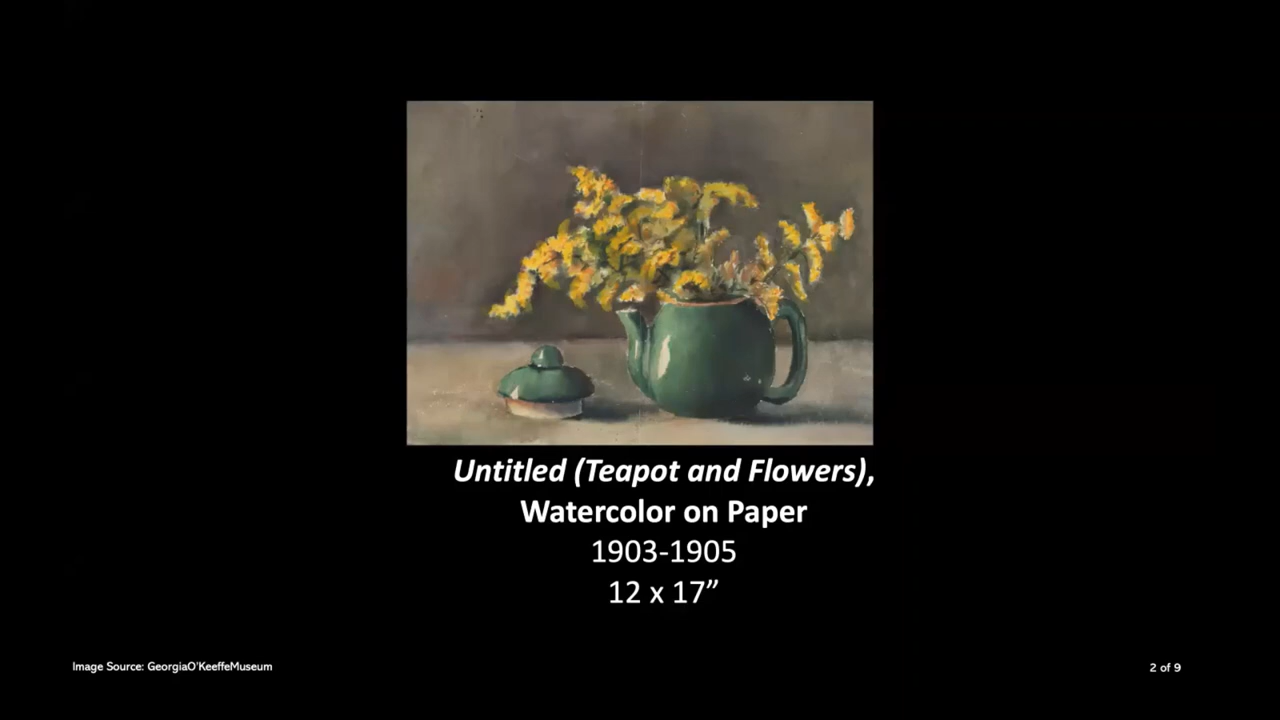 Untitled (Teapot and Flowers),
Watercolor on Paper
1903-1905
12 x 17”
Image Source: GeorgiaO'KeeffeMuseum
2 of 9